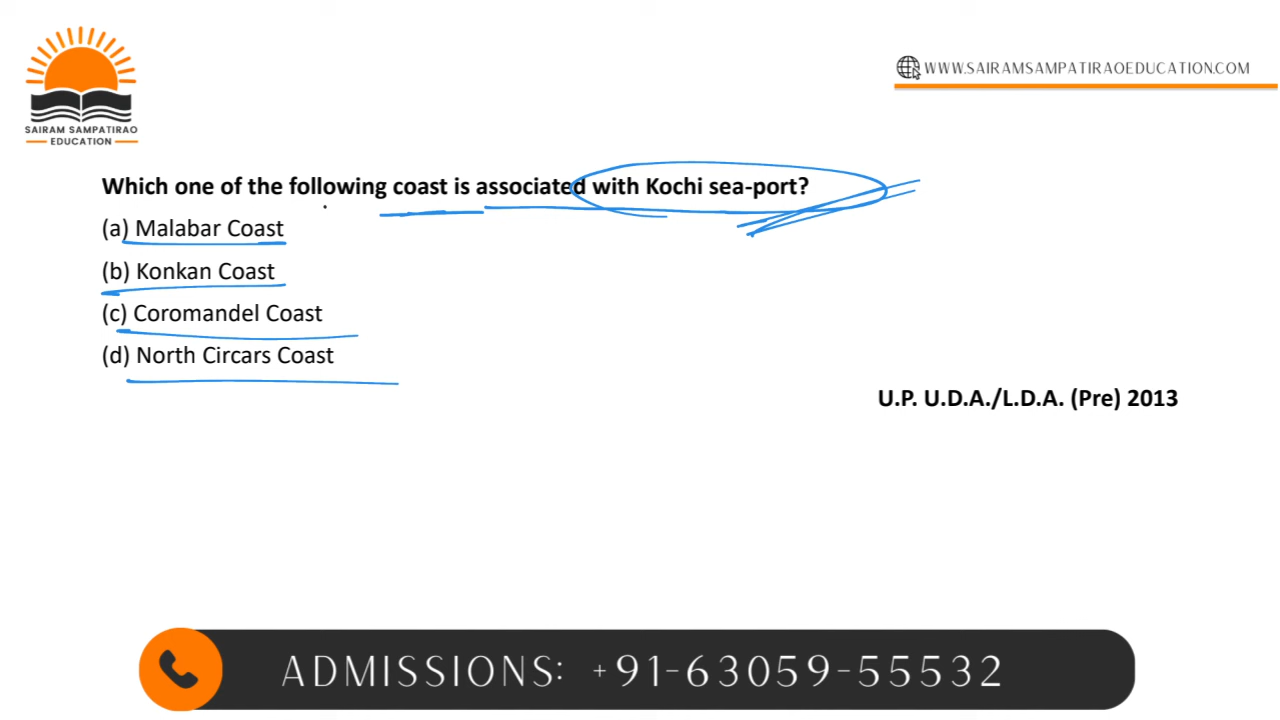 SAIRAM SAMPATIRAO
EDUCATION
WWW.SAIRAMSAMPATIRAOEDUCATION.COM
Which one of the following coast is associated with Kochi sea-port?
(a) Malabar Coast
(b) Konkan Coast
(c) Coromandel Coast
(d) North Circars Coast
U.P. U.D.A./L.D.A. (Pre) 2013
ADMISSIONS: +91-63059-55532